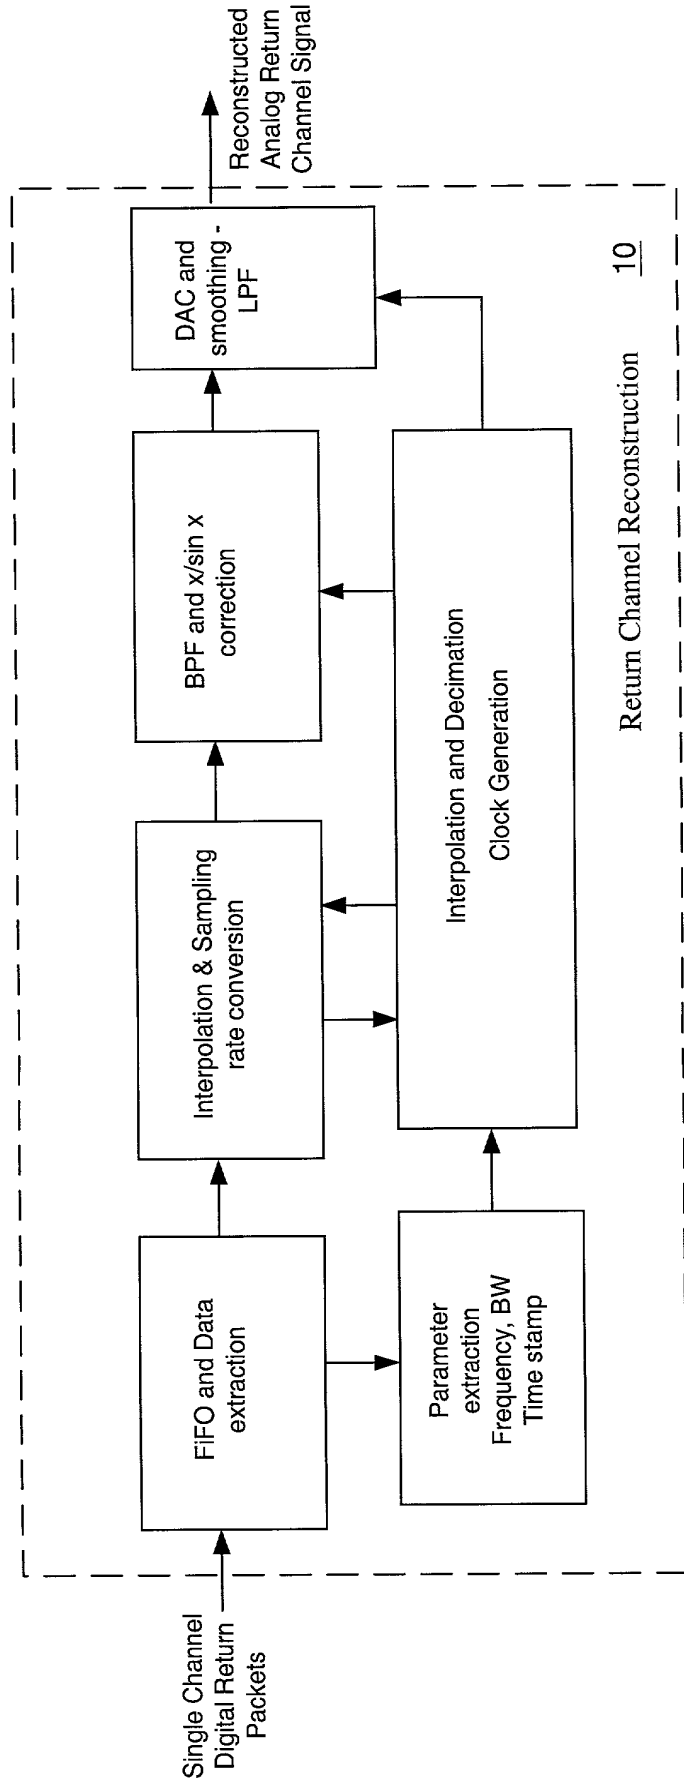 Single Channel
Digital Return
Packets
FiFO and Data
extraction
Interpolation & Sampling
rate conversion
BPF and x/sin x
correction
DAC and
smoothing -
LPF
Reconstructed
Analog Return
Channel Signal
Parameter
extraction
Frequency, BW
Time stamp
Interpolation and Decimation
Clock Generation
Return Channel Reconstruction
10